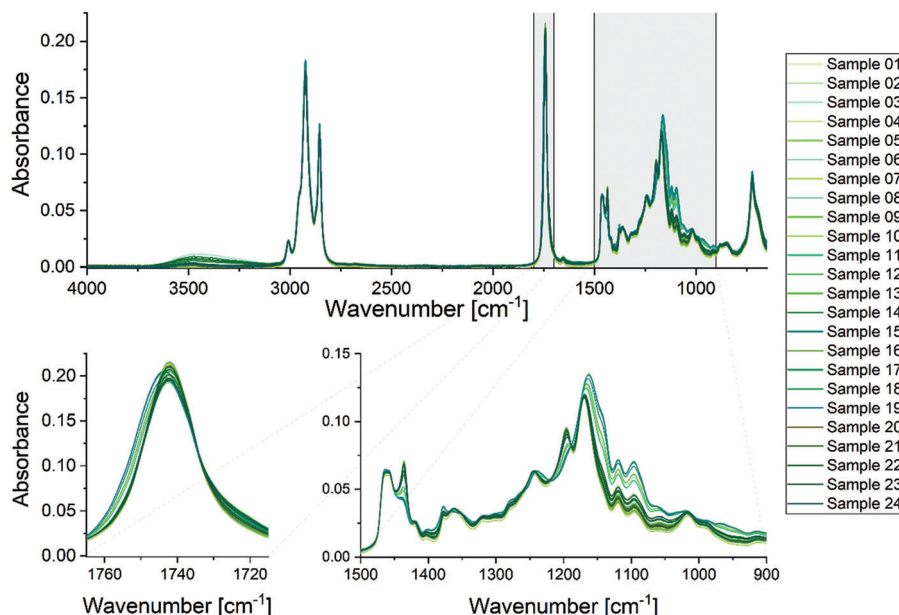 0.20
0.15
0.10
0.05
0.00
Absorbance
4000 3500 3000 2500 2000 1500 1000
Wavenumber [cm⁻¹]
Sample 01
Sample 02
Sample 03
Sample 04
Sample 05
Sample 06
Sample 07
Sample 08
Sample 09
Sample 10
Sample 11
Sample 12
Sample 13
Sample 14
Sample 15
Sample 16
Sample 17
Sample 18
Sample 19
Sample 20
Sample 21
Sample 22
Sample 23
Sample 24
0.20
0.15
0.10
0.05
0.00
Absorbance
1760 1740 1720
Wavenumber [cm⁻¹]
0.15
0.10
0.05
0.00
1500 1400 1300 1200 1100 1000 900
Wavenumber [cm⁻¹]